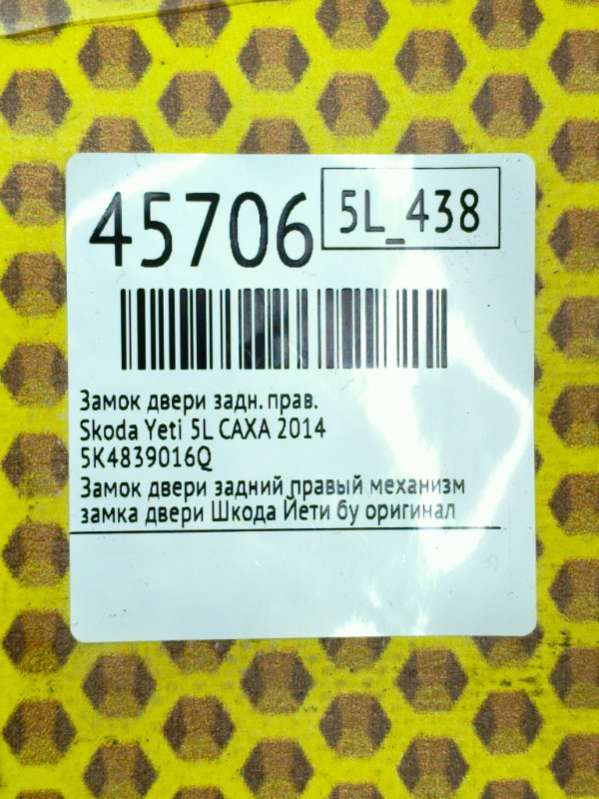 45706
5L_438
Замок двери задн. прав.
Skoda Yeti 5L CAXA 2014
5K4839016Q
Замок двери задний правый механизм
замка двери Шкода Йети бу оригинал